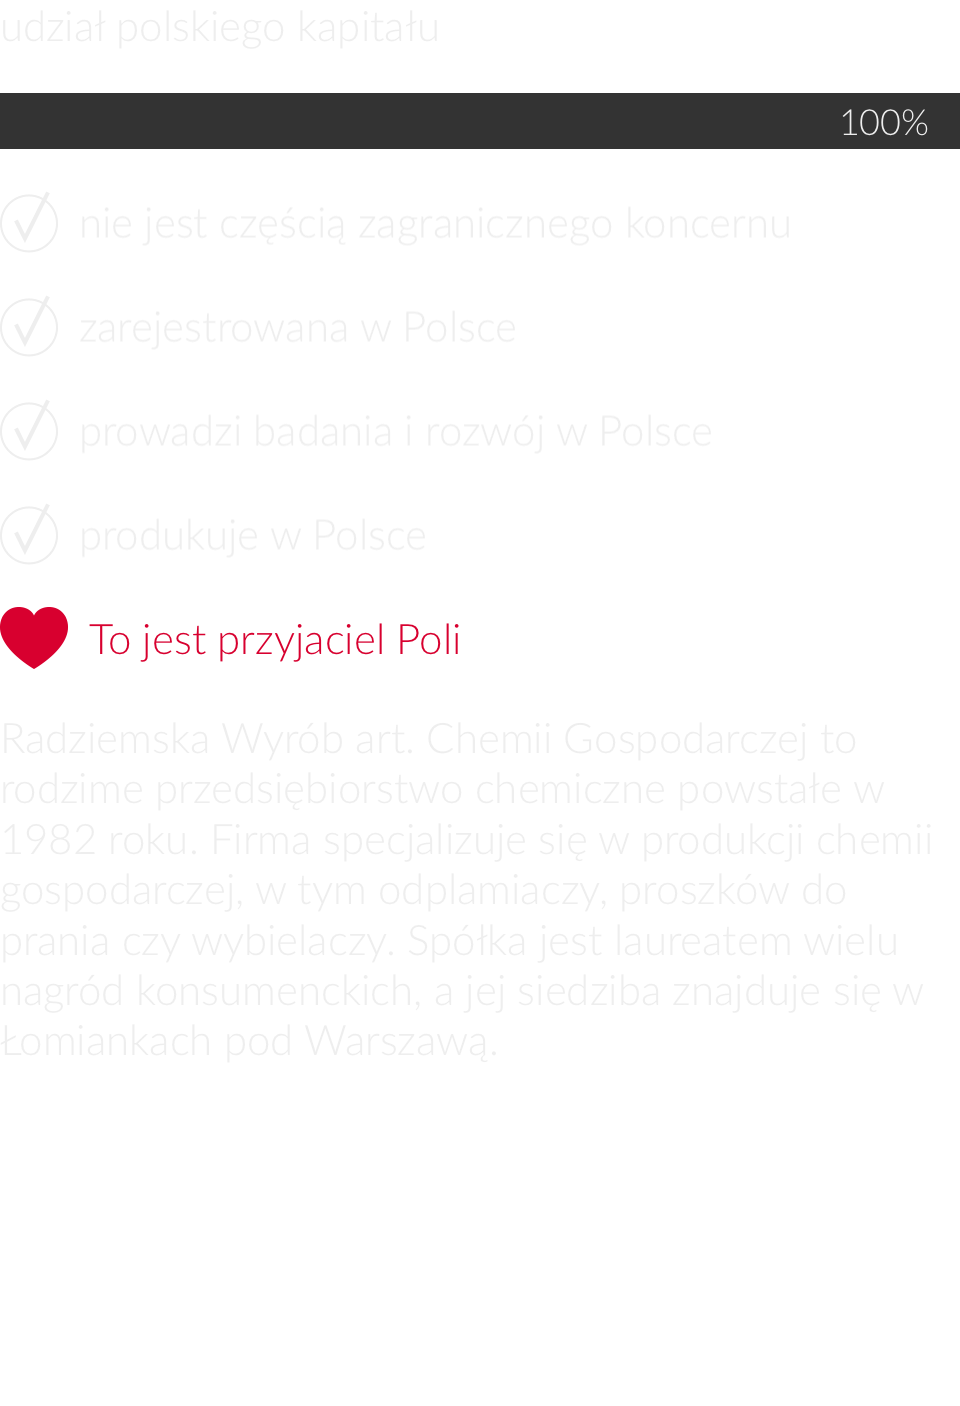 udział polskiego kapitału
100%
nie jest częścią zagranicznego koncernu
zarejestrowana w Polsce
prowadzi badania i rozwój w Polsce
produkuje w Polsce
To jest przyjaciel Poli
Radziemska Wyrób art. Chemii Gospodarczej to
rodzime przedsiębiorstwo chemiczne powstałe w
1982 roku. Firma specjalizuje się w produkcji chemii
gospodarczej, w tym odplamiaczy, proszków do
prania czy wybielaczy. Spółka jest laureatem wielu
nagród konsumenckich, a jej siedziba znajduje się w
Łomiankach pod Warszawą.